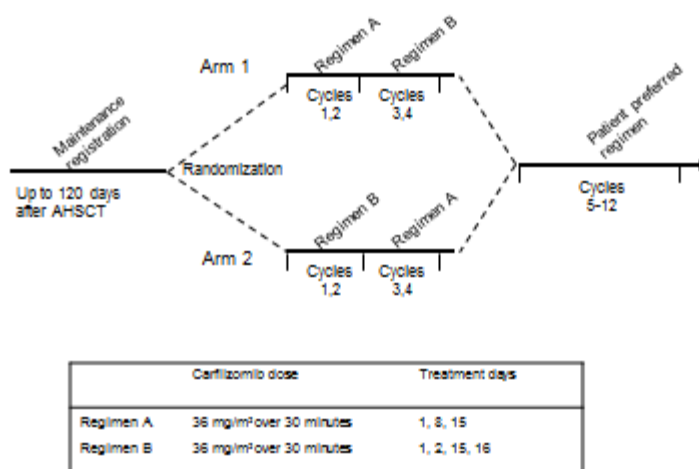 Arm 1
Regimen A
Regimen B
Cycles
1,2
Cycles
3,4
Maintenance
registration
Up to 120 days
after AHSCT
Randomization
Patient preferred
regimen
Cycles
5-12
Arm 2
Regimen B
Regimen A
Cycles
1,2
Cycles
3,4
Carfilzomib dose Treatment days
Regimen A 36 mg/m² over 30 minutes 1, 8, 15
Regimen B 36 mg/m² over 30 minutes 1, 2, 15, 16